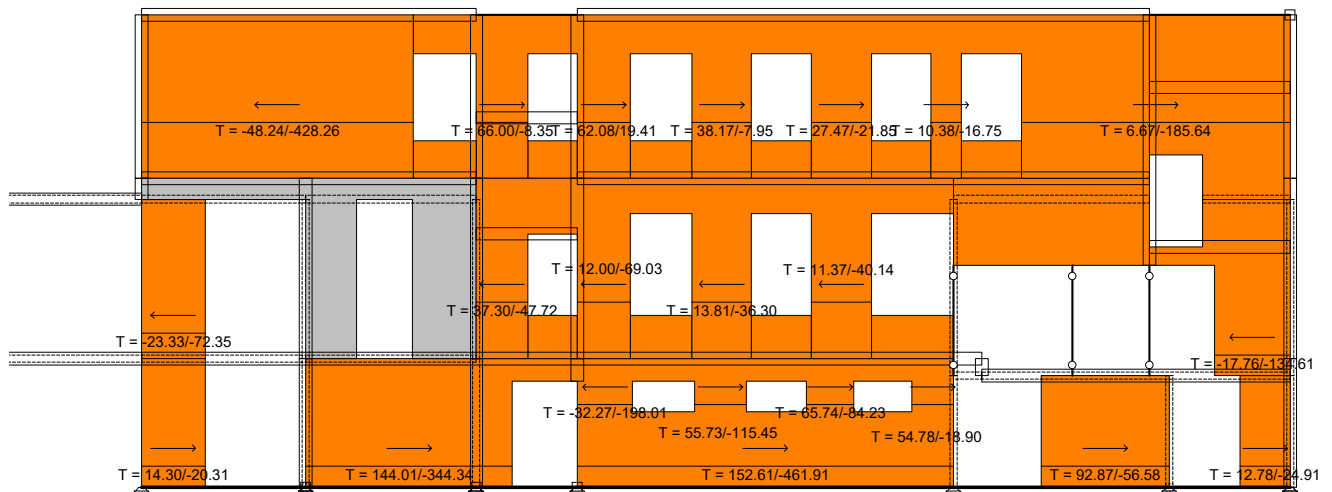 T = -48.24/-428.26
T = 66.00/-8.35
T = 62.08/19.41
T = 38.17/-7.95
T = 27.47/-21.85
T = 10.38/-16.75
T = 6.67/-185.64
T = 12.00/-69.03
T = 11.37/-40.14
T = 37.30/-47.72
T = 13.81/-36.30
T = -23.33/-72.35
T = -17.76/-134.61
T = -32.27/-198.01
T = 65.74/-84.23
T = 55.73/-115.45
T = 54.78/-18.90
T = 14.30/-20.31
T = 144.01/-344.34
T = 152.61/-461.91
T = 92.87/-56.58
T = 12.78/-24.91